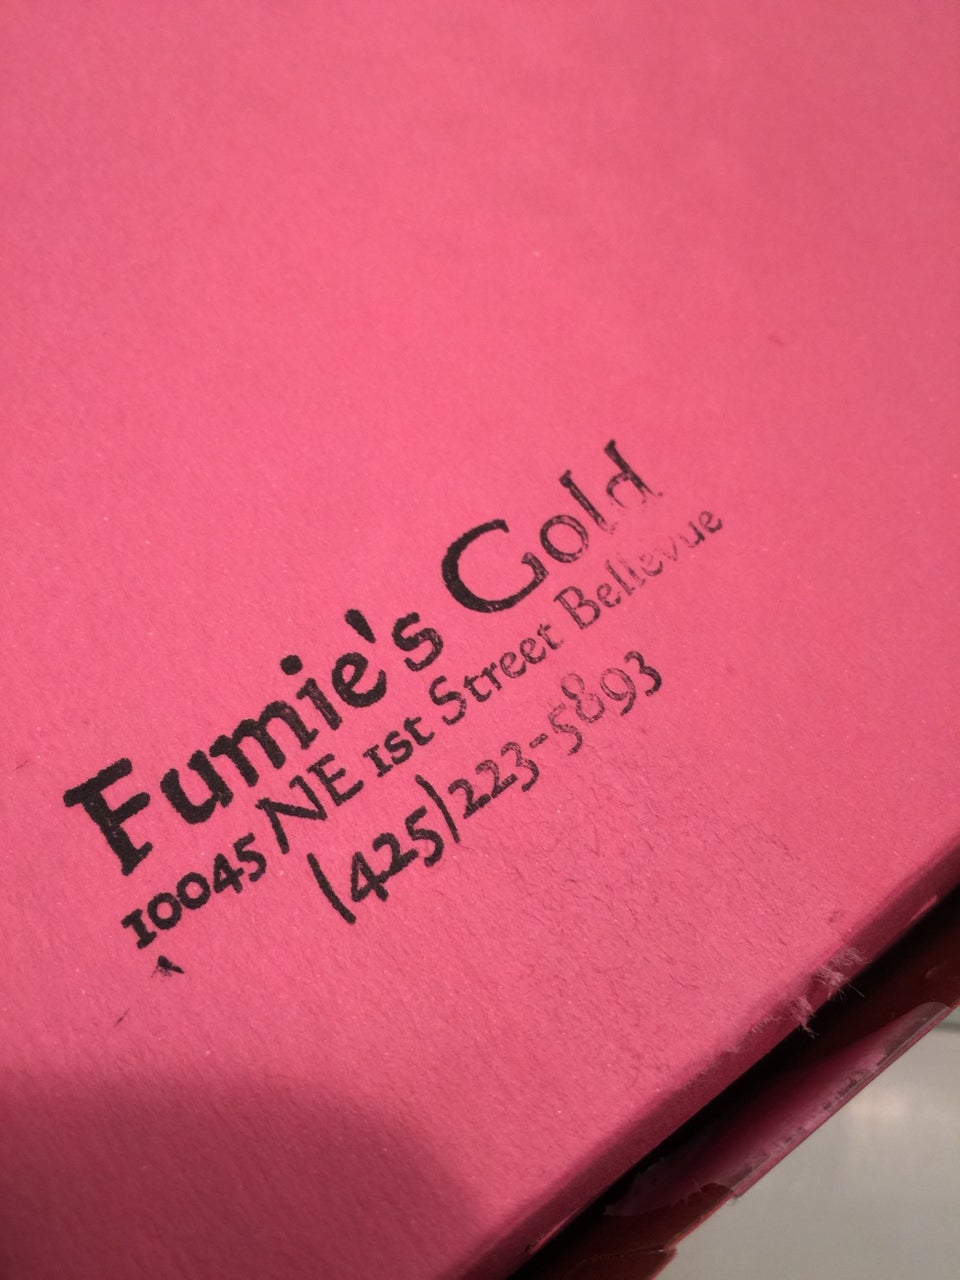 Fumie's Gold
10045 NE 1st Street Bellevue
(425)223-5893